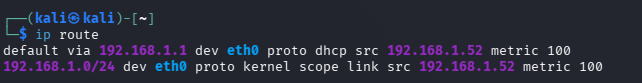 ┌──(kali㉿kali)-[~]
└─$ ip route
default via 192.168.1.1 dev eth0 proto dhcp src 192.168.1.52 metric 100
192.168.1.0/24 dev eth0 proto kernel scope link src 192.168.1.52 metric 100